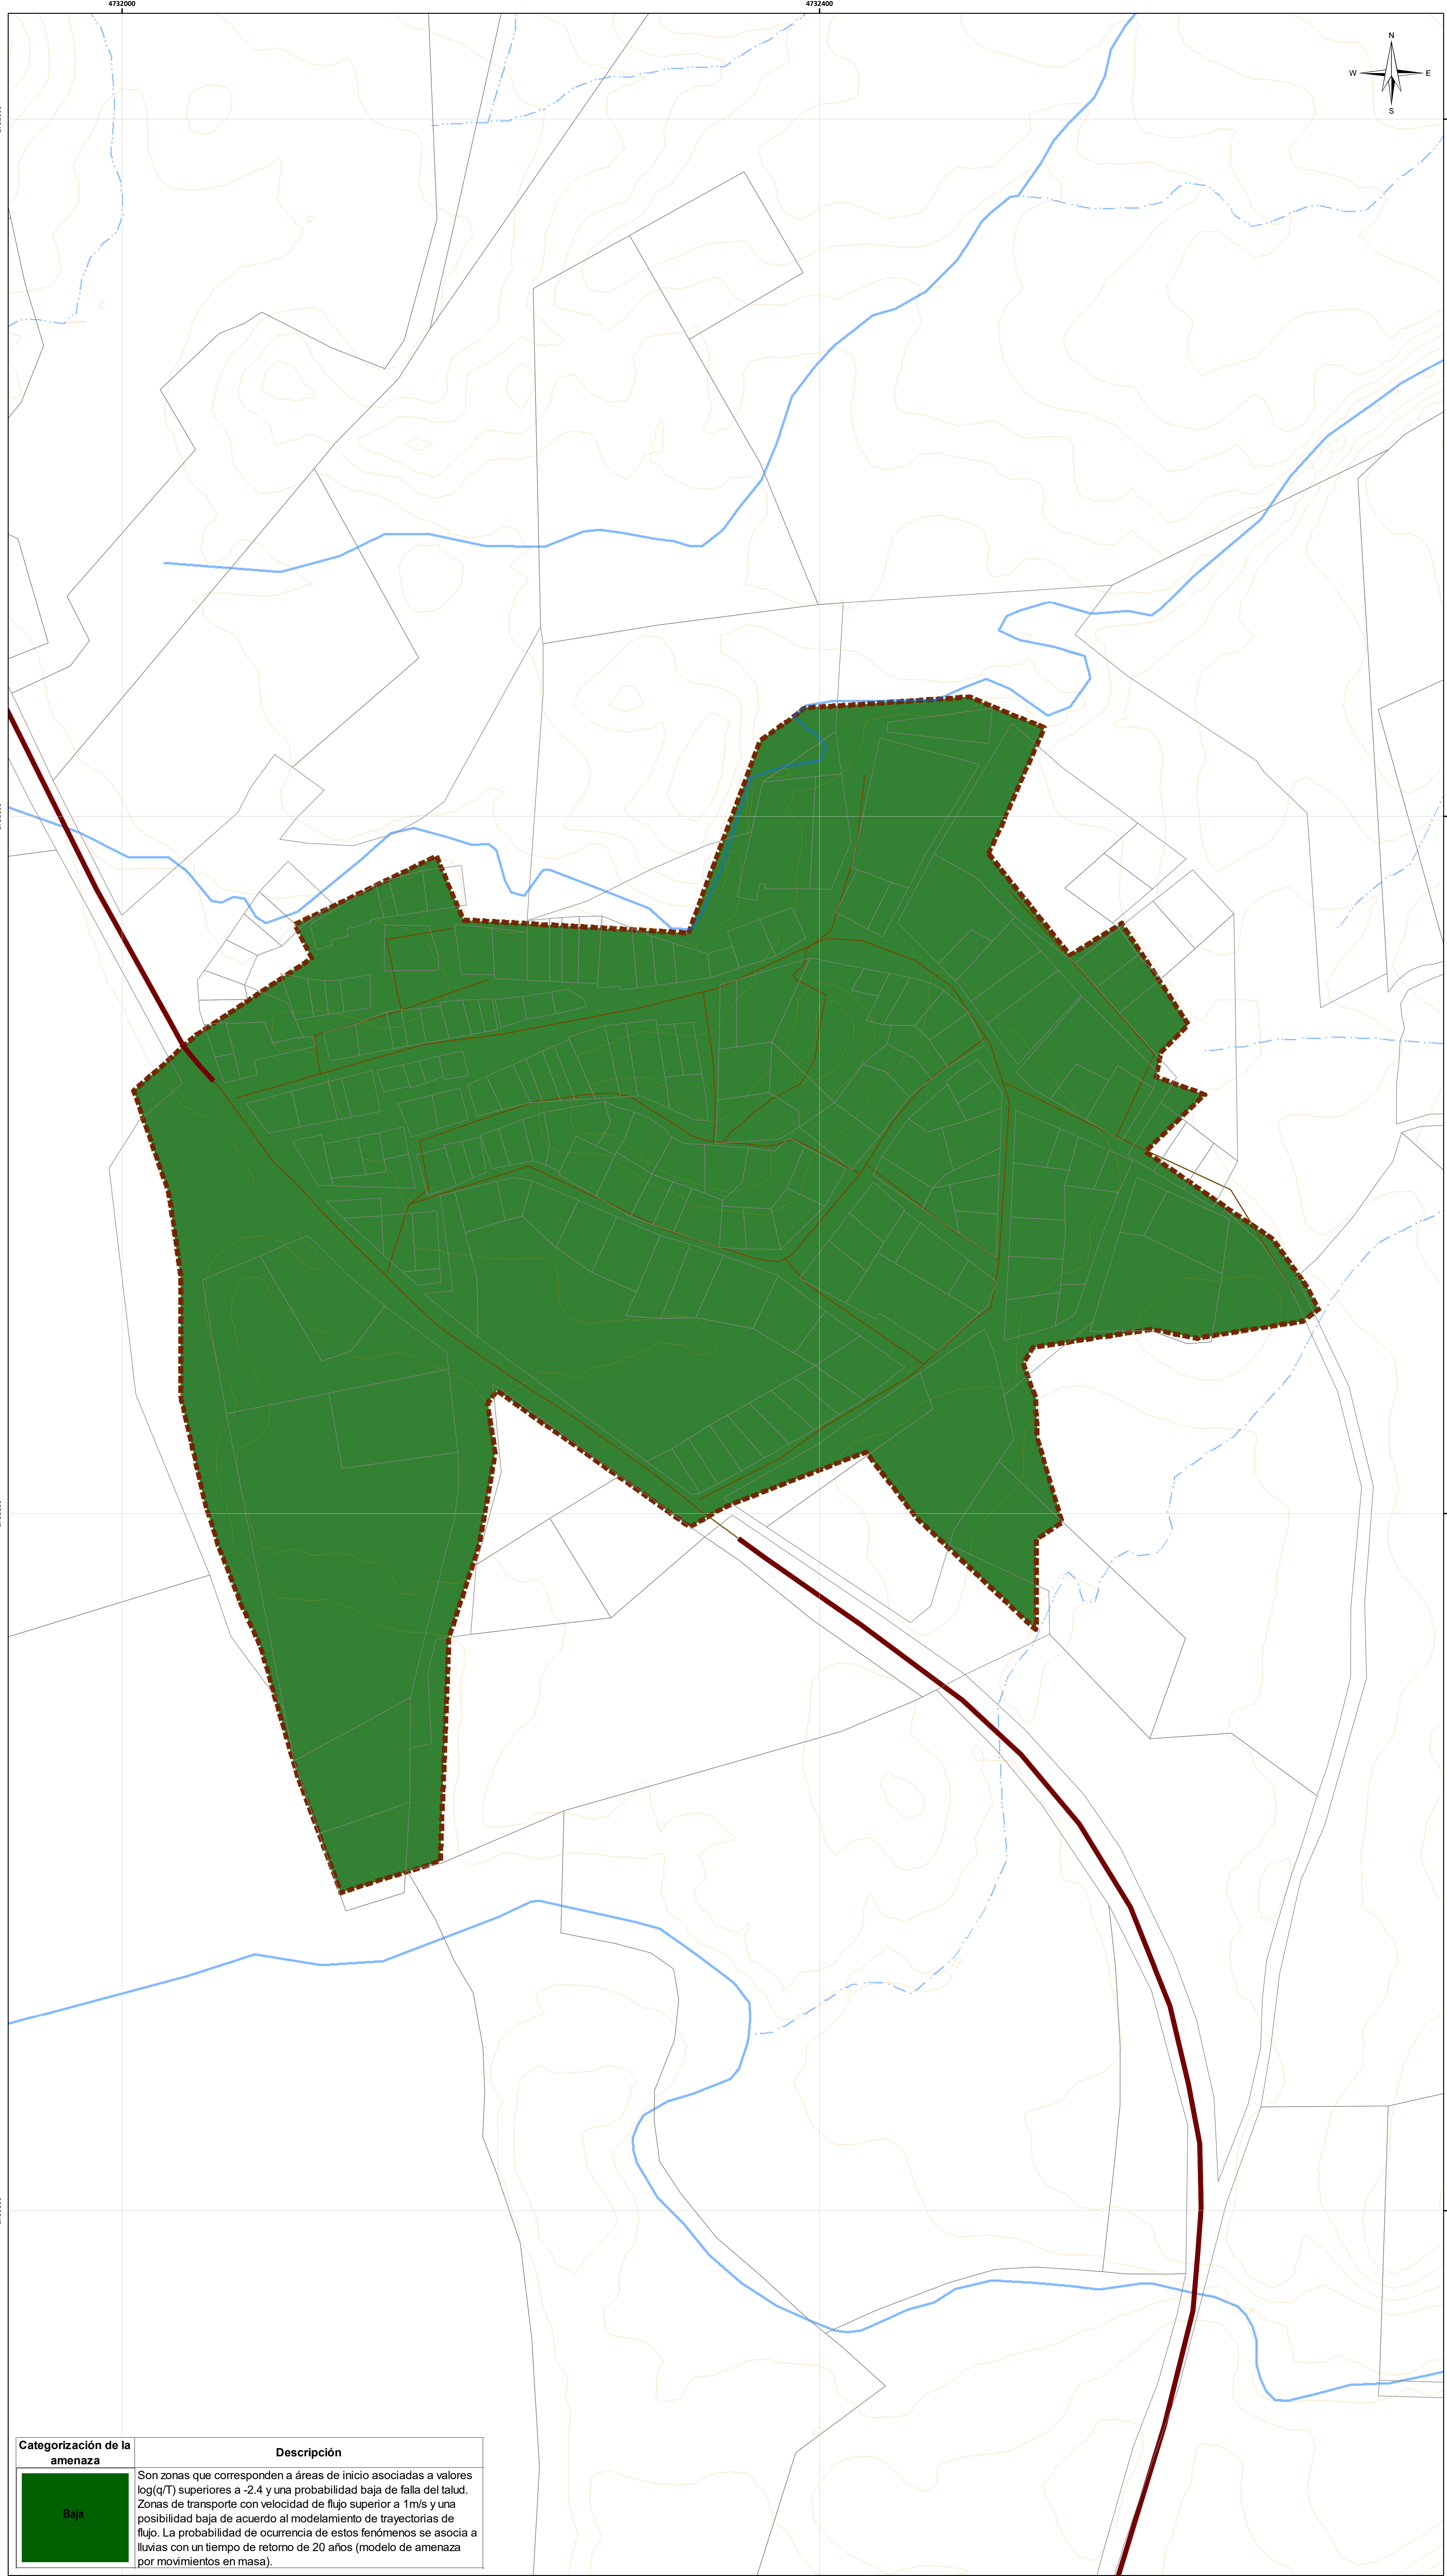 4732000 4732400
N
W E
S
Categorización de la
amenaza
Descripción
Baja
Son zonas que corresponden a áreas de inicio asociadas a valores
log(q/T) superiores a -2.4 y una probabilidad baja de falla del talud.
Zonas de transporte con velocidad de flujo superior a 1m/s y una
posibilidad baja de acuerdo al modelamiento de trayectorias de
flujo. La probabilidad de ocurrencia de estos fenómenos se asocia a
lluvias con un tiempo de retorno de 20 años (modelo de amenaza
por movimientos en masa).